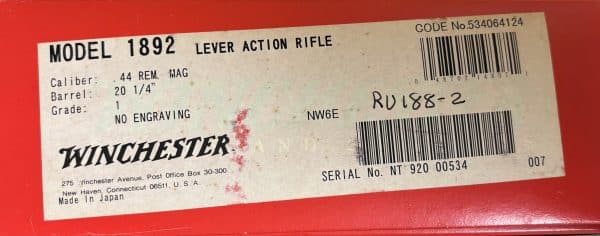 CODE No.534064124
MODEL 1892 LEVER ACTION RIFLE
Caliber: .44 REM. MAG
Barrel: 20 1/4"
Grade: 1
NO ENGRAVING
NW6E
RU188-2
WINCHESTER
275 Winchester Avenue, Post Office Box 30-300
New Haven, Connecticut 06511, U.S.A.
Made In Japan
SERIAL No. NT 920 00534
007